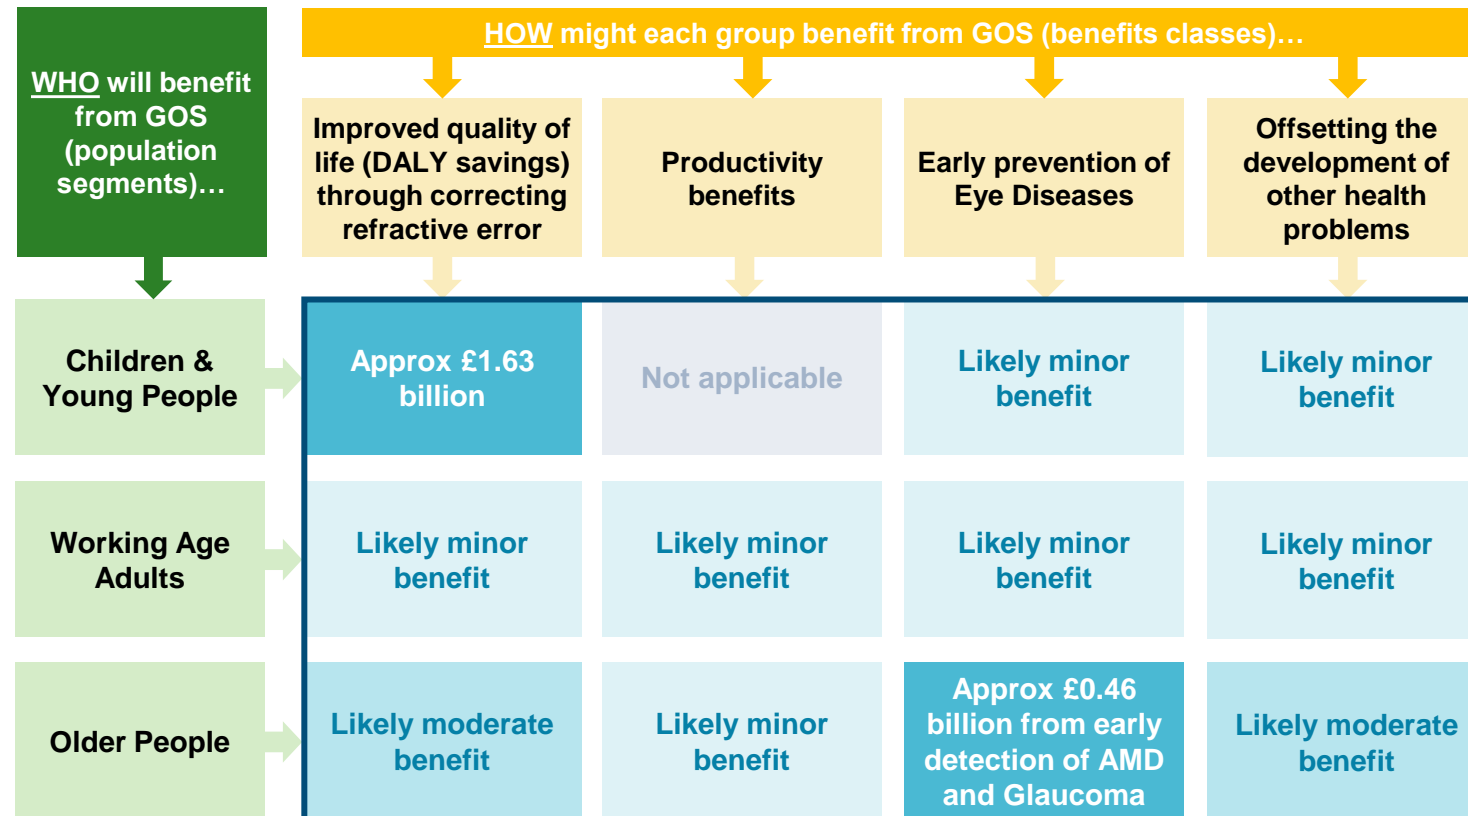 HOW might each group benefit from GOS (benefits classes)…
WHO will benefit
from GOS
(population
segments)…
Improved quality of
life (DALY savings)
through correcting
refractive error
Productivity
benefits
Early prevention of
Eye Diseases
Offsetting the
development of
other health
problems
Children &
Young People
Approx £1.63
billion
Not applicable
Likely minor
benefit
Likely minor
benefit
Working Age
Adults
Likely minor
benefit
Likely minor
benefit
Likely minor
benefit
Likely minor
benefit
Older People
Likely moderate
benefit
Likely minor
benefit
Approx £0.46
billion from early
detection of AMD
and Glaucoma
Likely moderate
benefit